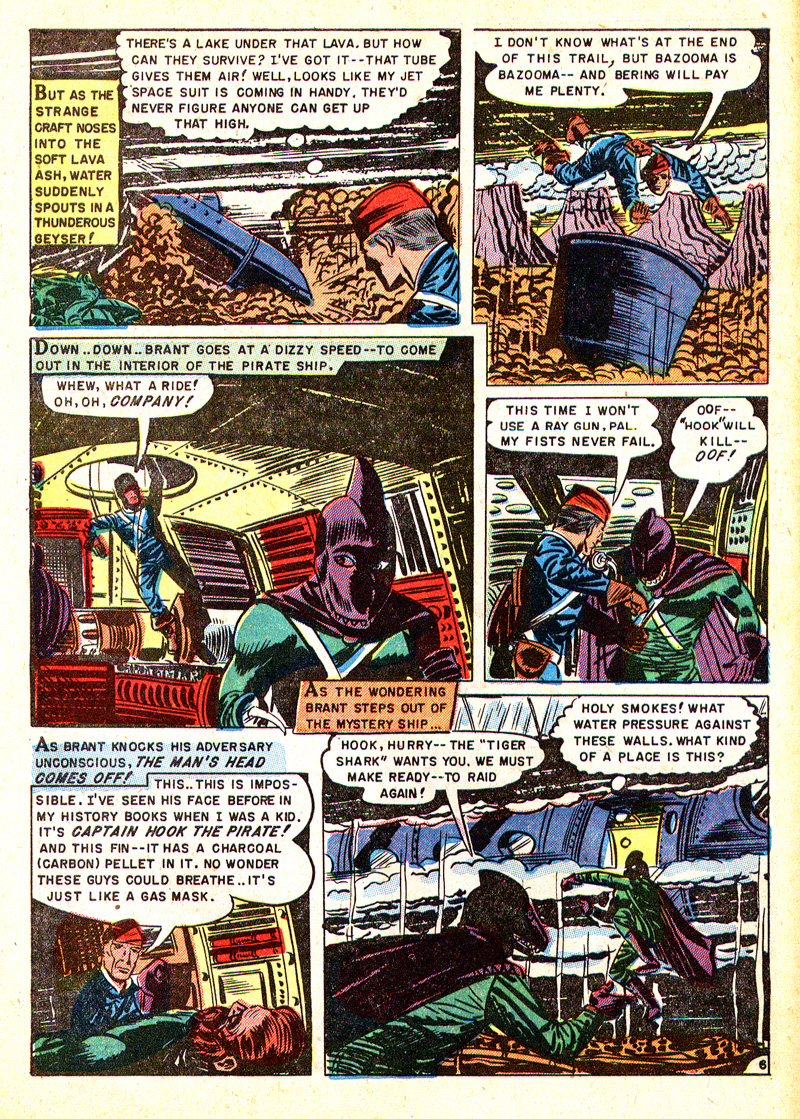 BUT AS THE
STRANGE
CRAFT NOSES
INTO THE
SOFT LAVA
ASH, WATER
SUDDENLY
SPOUTS IN A
THUNDEROUS
GEYSER!
THERE'S A LAKE UNDER THAT LAVA. BUT HOW
CAN THEY SURVIVE? I'VE GOT IT--THAT TUBE
GIVES THEM AIR! WELL, LOOKS LIKE MY JET
SPACE SUIT IS COMING IN HANDY. THEY'D
NEVER FIGURE ANYONE CAN GET UP
THAT HIGH.
I DON'T KNOW WHAT'S AT THE END
OF THIS TRAIL, BUT BAZOOMA IS
BAZOOMA-- AND BERING WILL PAY
ME PLENTY.
DOWN..DOWN..BRANT GOES AT A DIZZY SPEED--TO COME
OUT IN THE INTERIOR OF THE PIRATE SHIP.
WHEW, WHAT A RIDE!
OH, OH, COMPANY!
THIS TIME I WON'T
USE A RAY GUN, PAL.
MY FISTS NEVER FAIL.
OOF--
"HOOK" WILL
KILL--
OOF!
AS BRANT KNOCKS HIS ADVERSARY
UNCONSCIOUS, THE MAN'S HEAD
COMES OFF!
THIS..THIS IS IMPOS-
SIBLE. I'VE SEEN HIS FACE BEFORE IN
MY HISTORY BOOKS WHEN I WAS A KID.
IT'S CAPTAIN HOOK THE PIRATE!
AND THIS FIN--IT HAS A CHARCOAL
(CARBON) PELLET IN IT. NO WONDER
THESE GUYS COULD BREATHE..IT'S
JUST LIKE A GAS MASK.
AS THE WONDERING
BRANT STEPS OUT OF
THE MYSTERY SHIP...
HOOK, HURRY-- THE "TIGER
SHARK" WANTS YOU. WE MUST
MAKE READY--TO RAID
AGAIN!
HOLY SMOKES! WHAT
WATER PRESSURE AGAINST
THESE WALLS. WHAT KIND
OF A PLACE IS THIS?
6